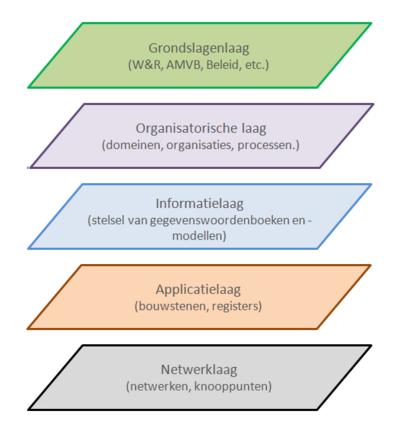 Grondslagenlaag
(W&R, AMVB, Beleid, etc.)
Organisatorische laag
(domeinen, organisaties, processen.)
Informatielaag
(stelsel van gegevenswoordenboeken en -
modellen)
Applicatielaag
(bouwstenen, registers)
Netwerklaag
(netwerken, knooppunten)